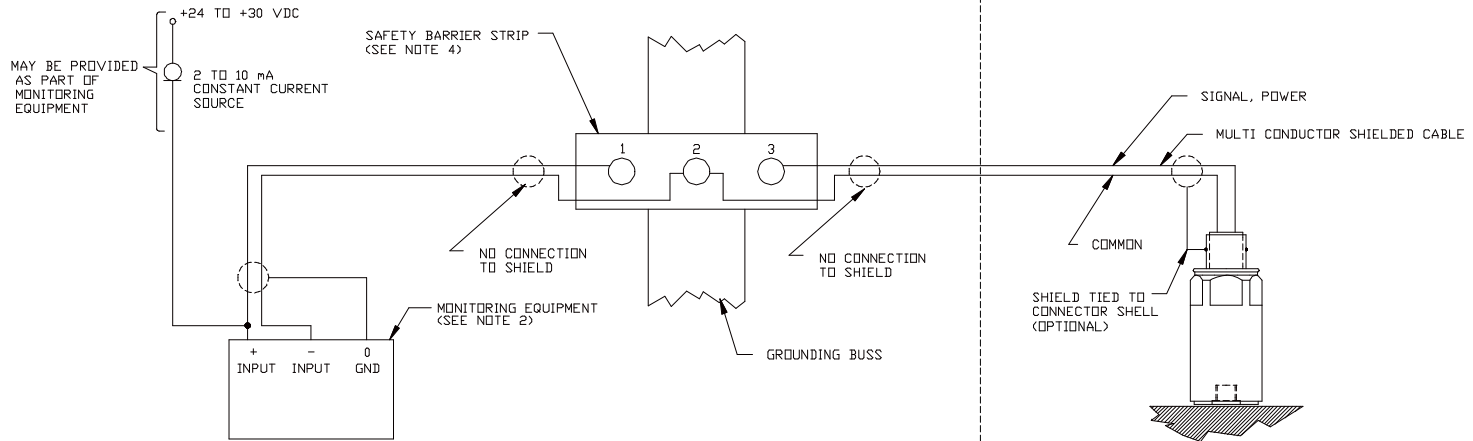 +24 TO +30 VDC
MAY BE PROVIDED
AS PART OF
MONITORING
EQUIPMENT
2 TO 10 mA
CONSTANT CURRENT
SOURCE
SAFETY BARRIER STRIP
(SEE NOTE 4)
1
2
3
SIGNAL, POWER
MULTI CONDUCTOR SHIELDED CABLE
NO CONNECTION
TO SHIELD
NO CONNECTION
TO SHIELD
COMMON
SHIELD TIED TO
CONNECTOR SHELL
(OPTIONAL)
MONITORING EQUIPMENT
(SEE NOTE 2)
GROUNDING BUSS
+ - 0
INPUT INPUT GND